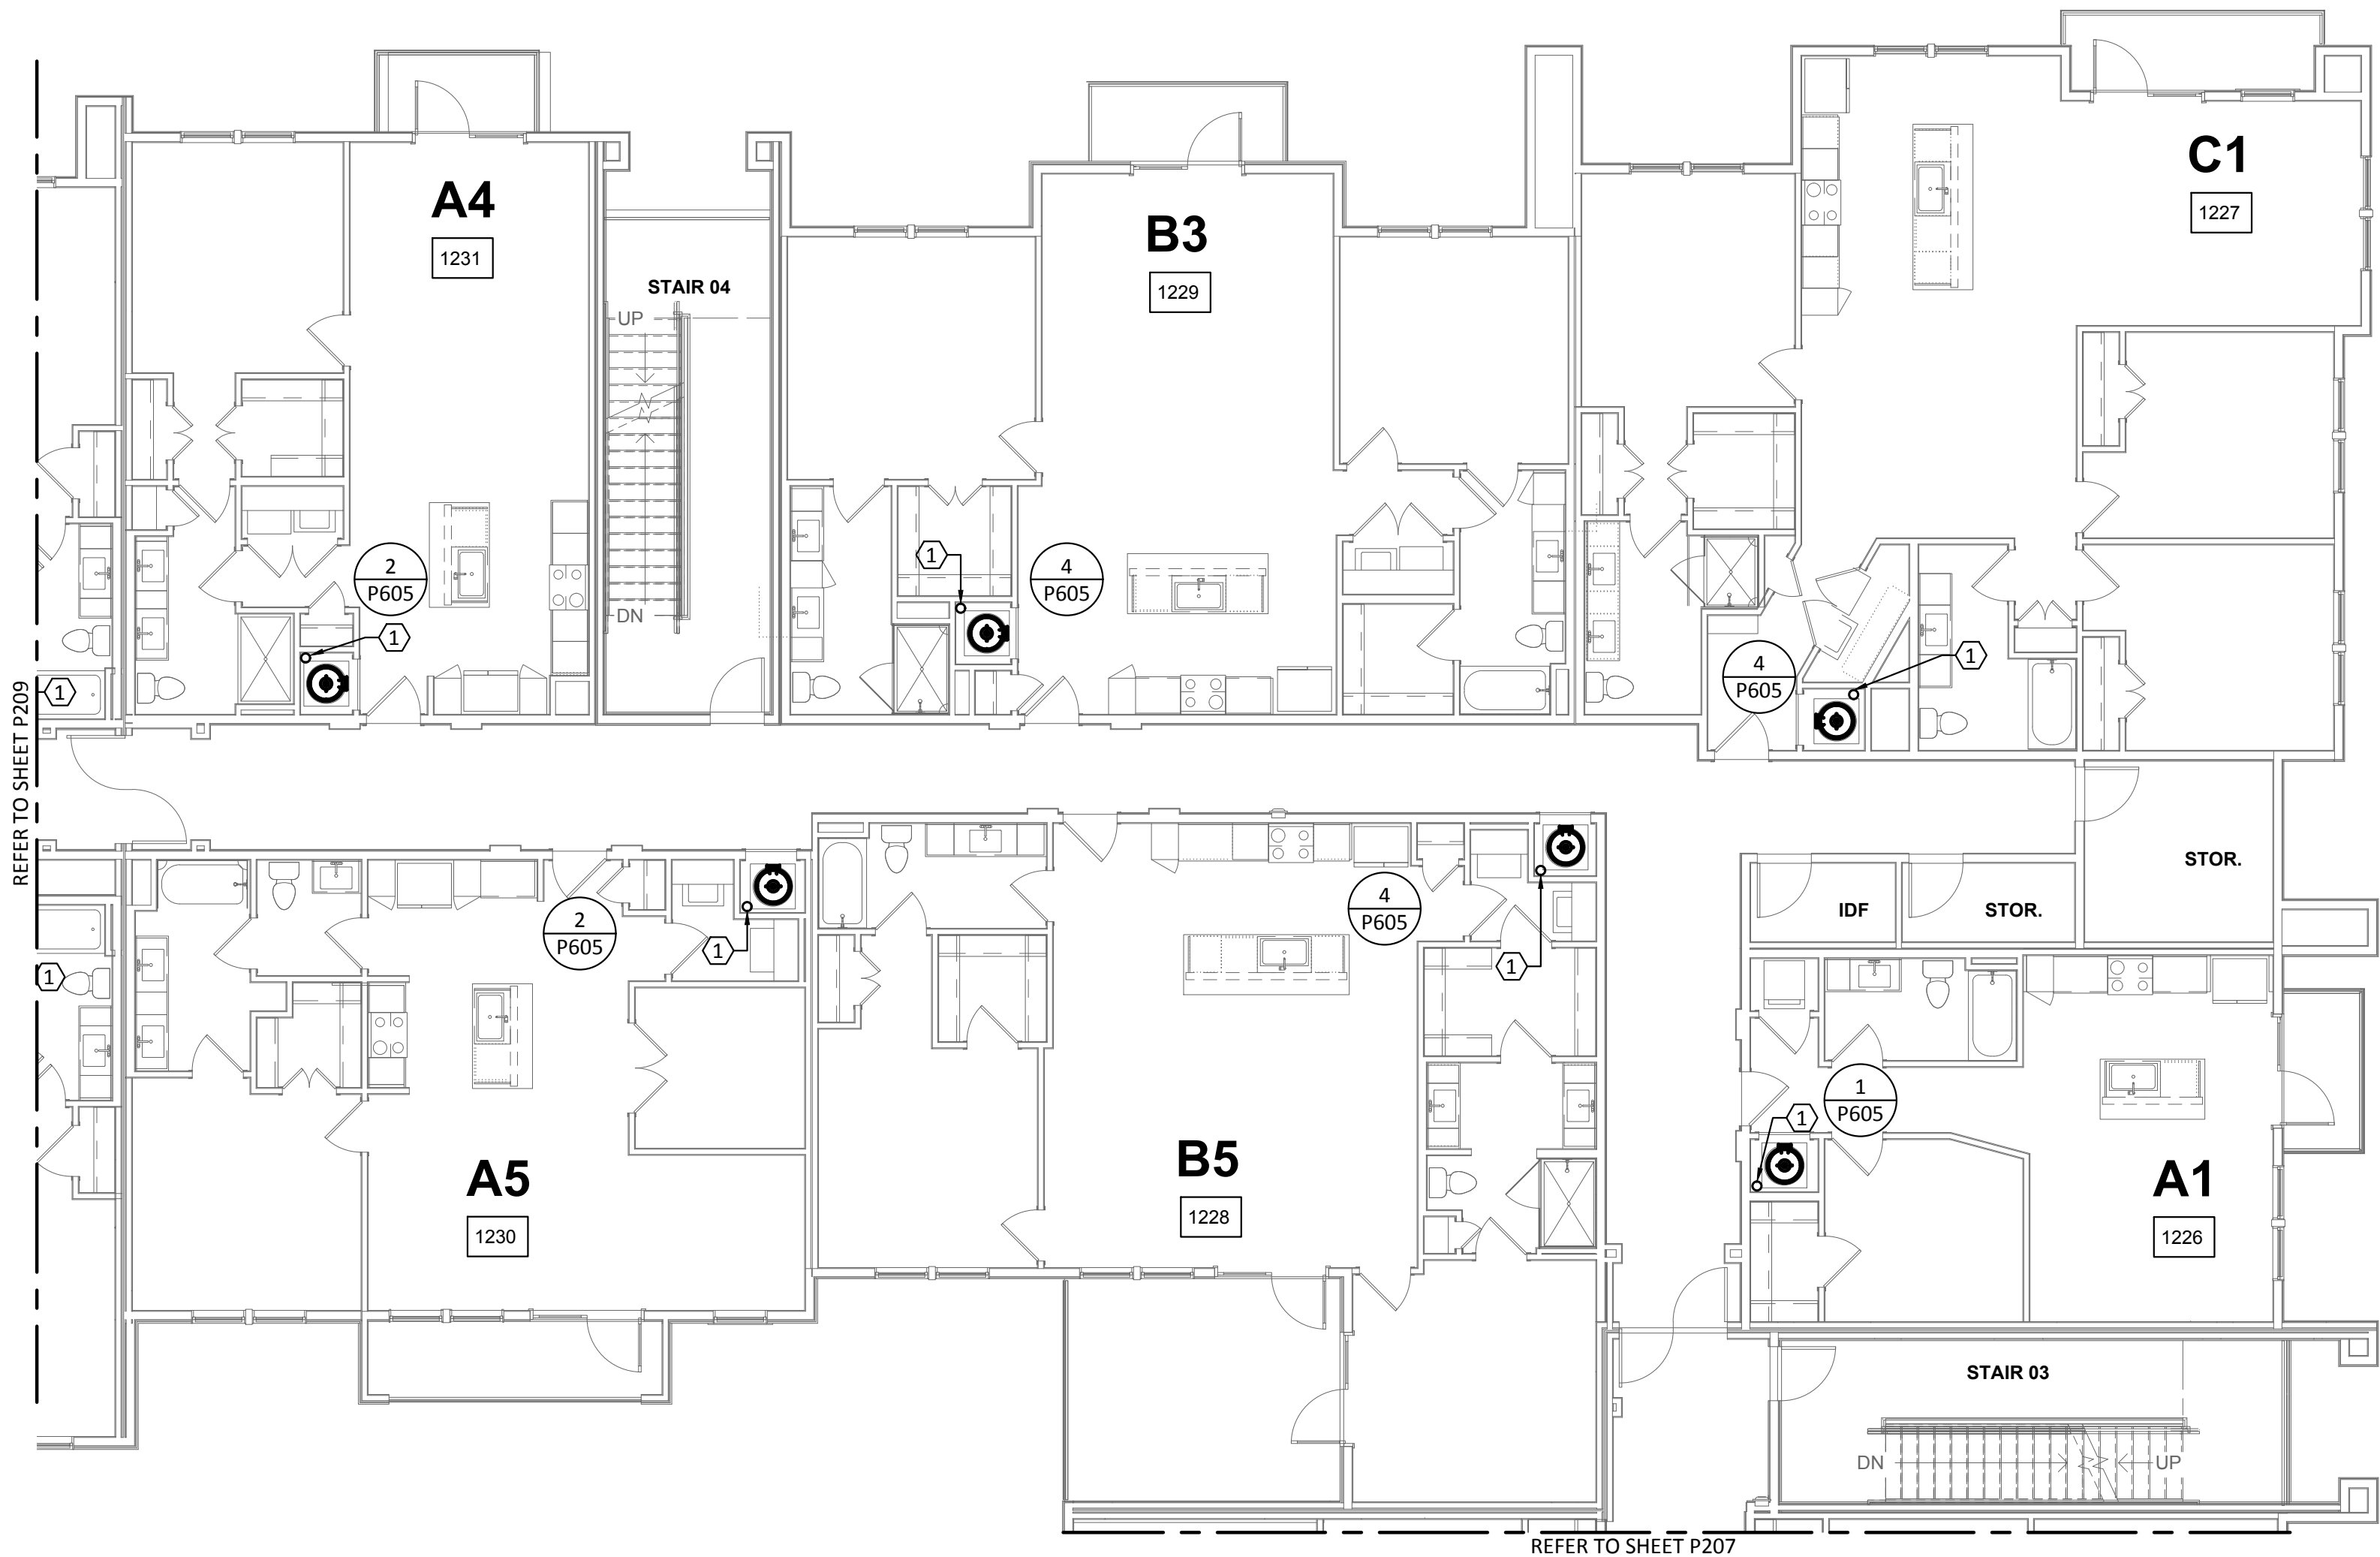 C1
1227
A4
1231
B3
1229
STAIR 04
UP
DN
2
P605
1
1
4
P605
4
P605
1
1
REFER TO SHEET P209
2
P605
1
4
P605
1
STOR.
IDF
STOR.
1
1
P605
1
A5
1230
B5
1228
A1
1226
STAIR 03
DN
UP
REFER TO SHEET P207